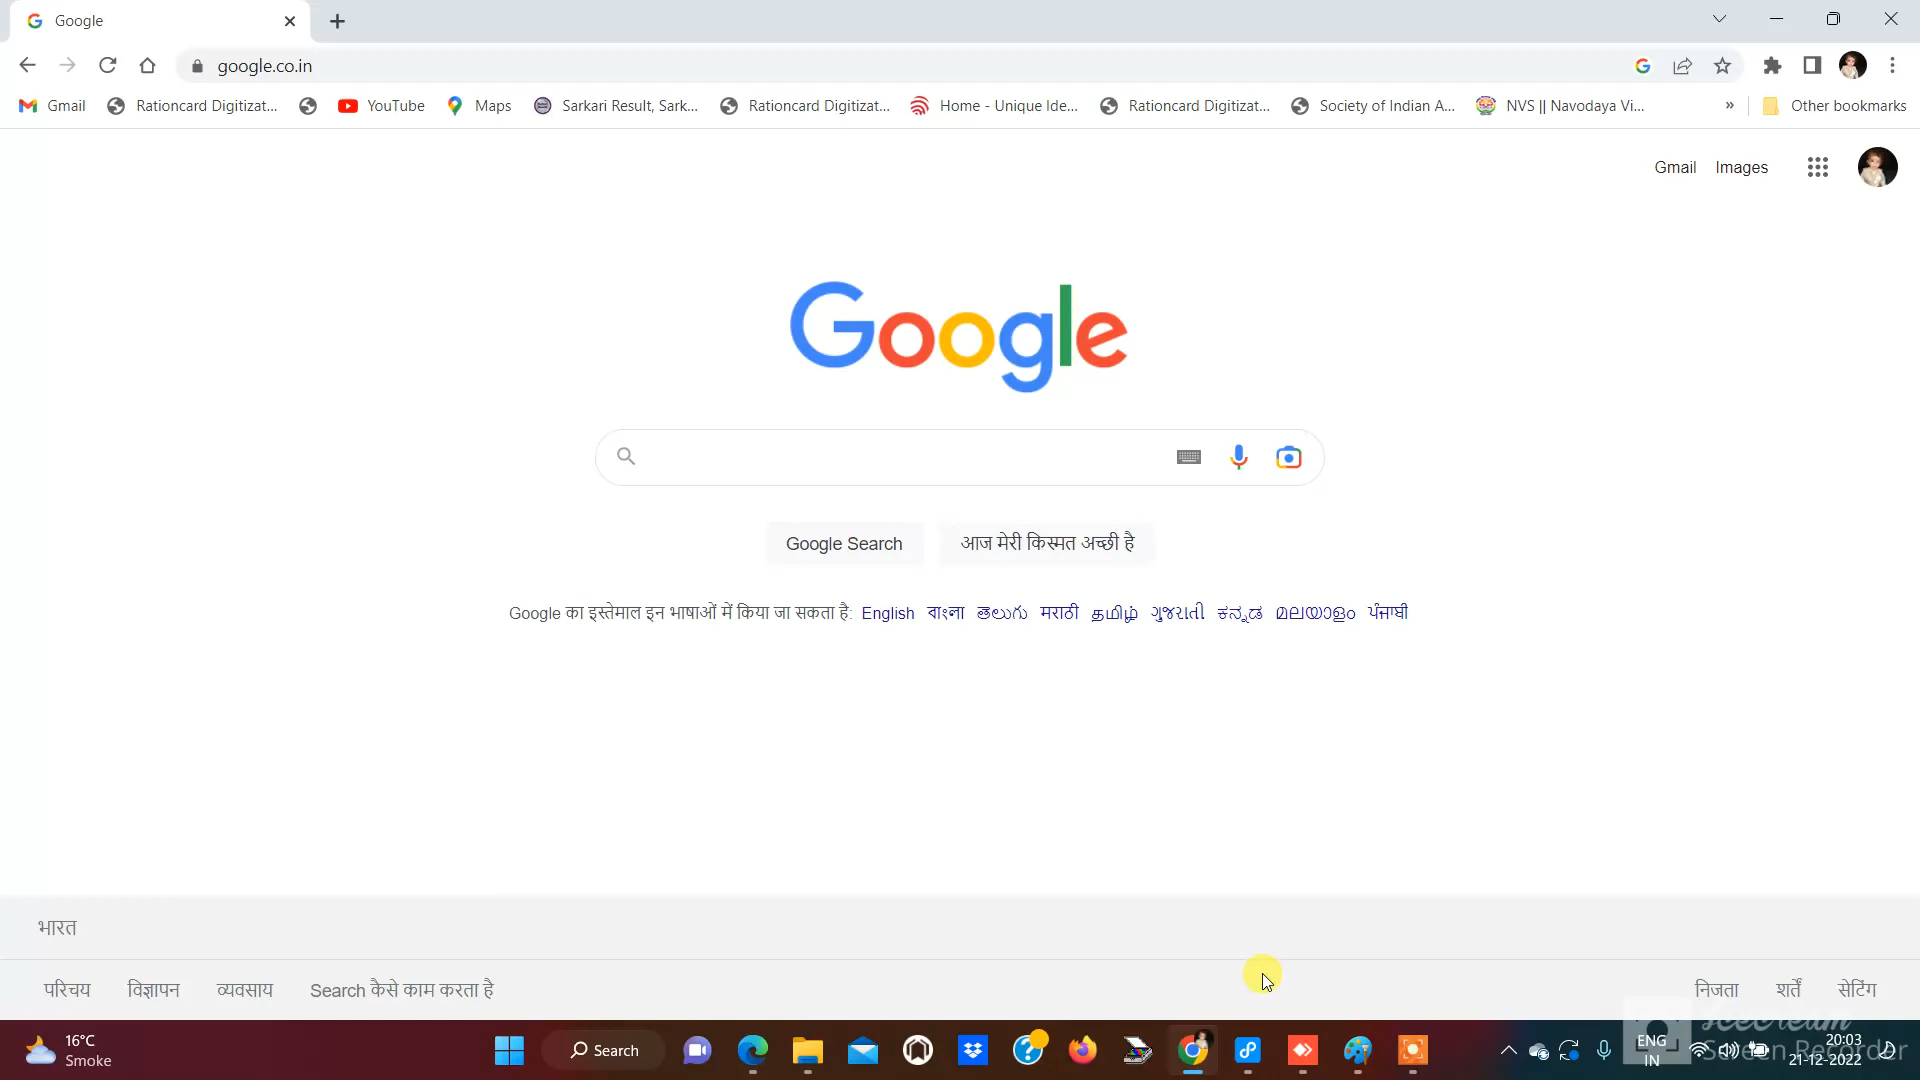 Google
google.co.in
Gmail Rationcard Digitizat... YouTube Maps Sarkari Result, Sark... Rationcard Digitizat... Home - Unique Ide... Rationcard Digitizat... Society of Indian A... NVS || Navodaya Vi... » Other bookmarks
Gmail Images
Google
Google Search आज मेरी किस्मत अच्छी है
Google का इस्तेमाल इन भाषाओं में किया जा सकता है: English বাংলা తెలుగు मराठी தமிழ் ગુજરાતી ಕನ್ನಡ മലയാളം ਪੰਜਾਬੀ
भारत
परिचय विज्ञापन व्यवसाय Search कैसे काम करता है निजता शर्तें सेटिंग
Icecream
16°C
Smoke
Search
ENG
IN
Screen Recorder
20:03
21-12-2022